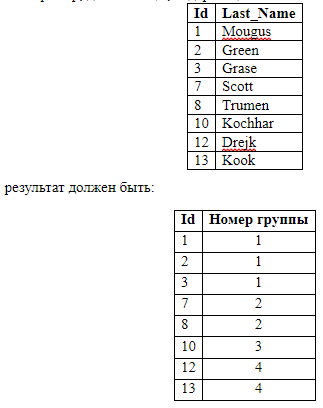 Id Last_Name
1 Mougus
2 Green
3 Grase
7 Scott
8 Trumen
10 Kochhar
12 Drejk
13 Kook
результат должен быть:
Id Номер группы
1 1
2 1
3 1
7 2
8 2
10 3
12 4
13 4